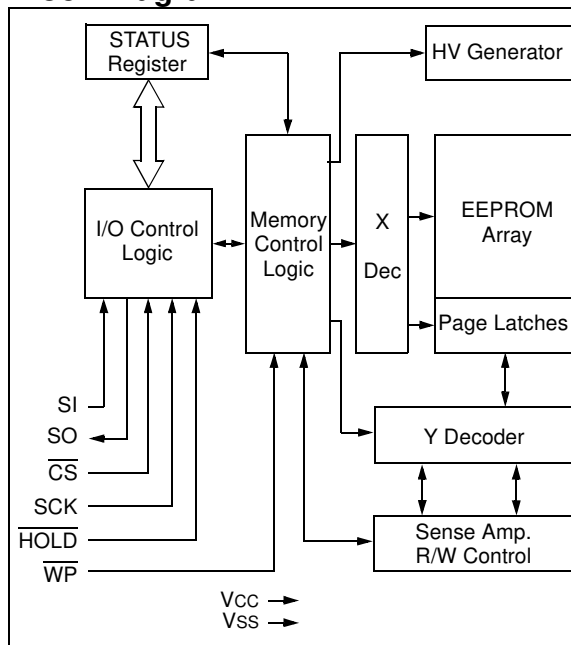 STATUS
Register
HV Generator
I/O Control
Logic
Memory
Control
Logic
X
Dec
EEPROM
Array
Page Latches
SI
SO
CS
SCK
HOLD
WP
Y Decoder
Sense Amp.
R/W Control
VCC
VSS